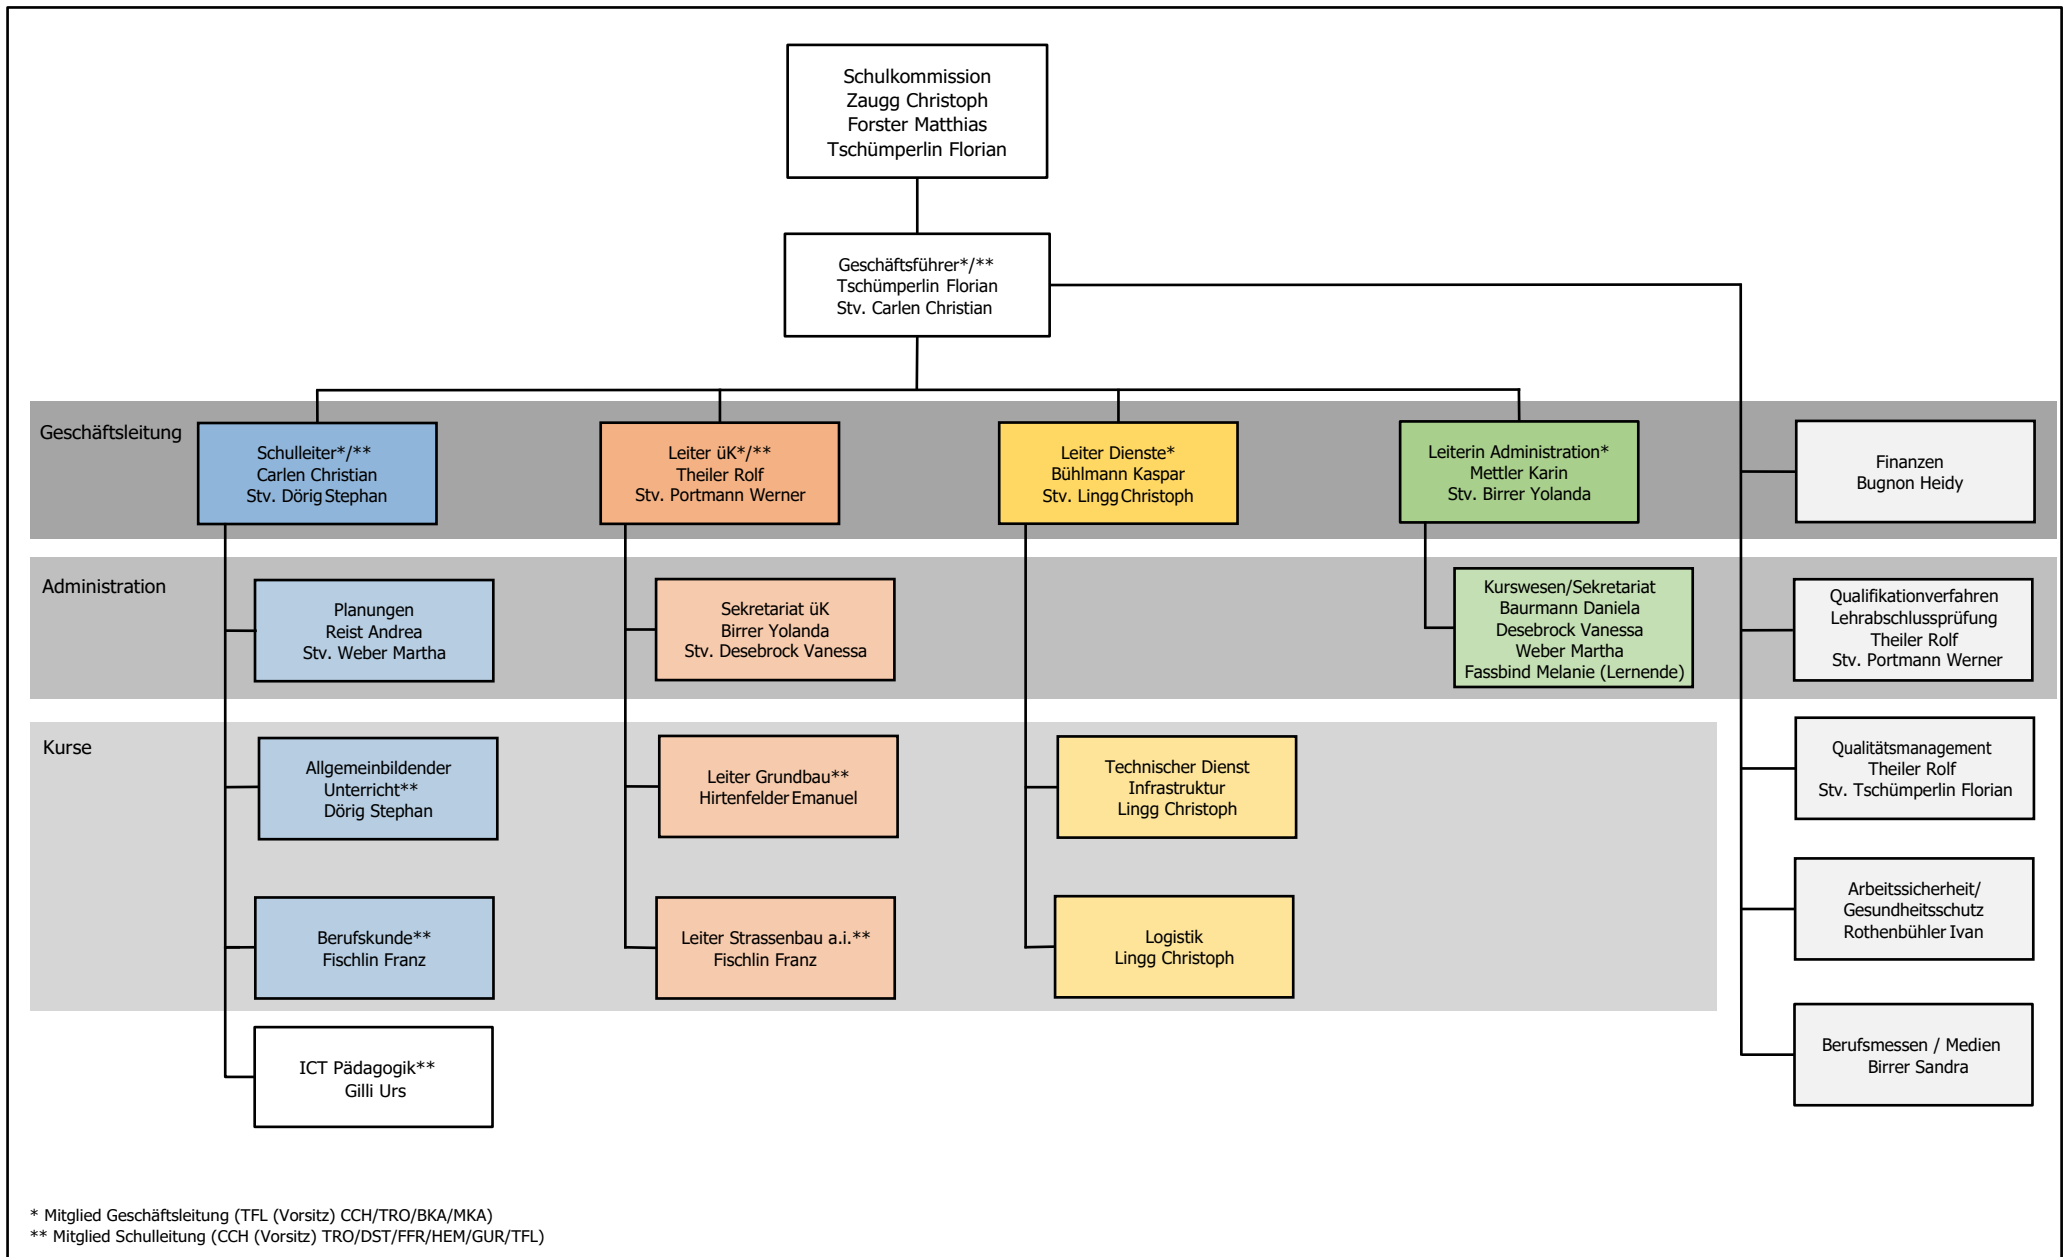 Schulkommission
Zaugg Christoph
Forster Matthias
Tschümperlin Florian
Geschäftsführer*/**
Tschümperlin Florian
Stv. Carlen Christian
Geschäftsleitung
Schulleiter*/**
Carlen Christian
Stv. Dörig Stephan
Leiter üK*/**
Theiler Rolf
Stv. Portmann Werner
Leiter Dienste*
Bühlmann Kaspar
Stv. Lingg Christoph
Leiterin Administration*
Mettler Karin
Stv. Birrer Yolanda
Finanzen
Bugnon Heidy
Administration
Planungen
Reist Andrea
Stv. Weber Martha
Sekretariat üK
Birrer Yolanda
Stv. Desebrock Vanessa
Kurswesen/Sekretariat
Baurmann Daniela
Desebrock Vanessa
Weber Martha
Fassbind Melanie (Lernende)
Qualifikationverfahren
Lehrabschlussprüfung
Theiler Rolf
Stv. Portmann Werner
Kurse
Allgemeinbildender
Unterricht**
Dörig Stephan
Leiter Grundbau**
Hirtenfelder Emanuel
Technischer Dienst
Infrastruktur
Lingg Christoph
Qualitätsmanagement
Theiler Rolf
Stv. Tschümperlin Florian
Berufskunde**
Fischlin Franz
Leiter Strassenbau a.i.**
Fischlin Franz
Logistik
Lingg Christoph
Arbeitssicherheit/
Gesundheitsschutz
Rothenbühler Ivan
ICT Pädagogik**
Gilli Urs
Berufsmessen / Medien
Birrer Sandra
* Mitglied Geschäftsleitung (TFL (Vorsitz) CCH/TRO/BKA/MKA)
** Mitglied Schulleitung (CCH (Vorsitz) TRO/DST/FFR/HEM/GUR/TFL)